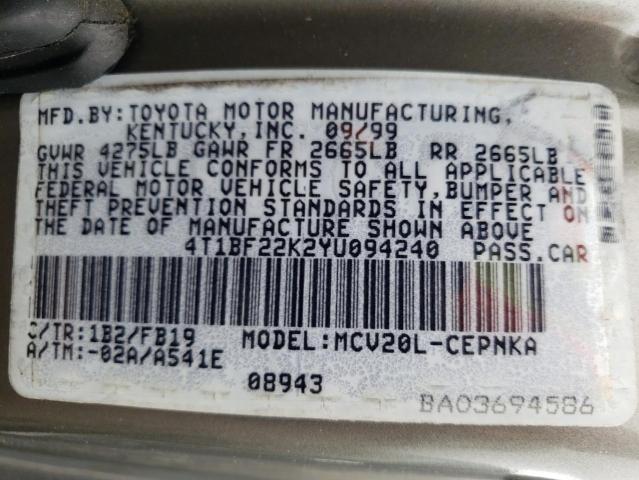 MFD.BY:TOYOTA MOTOR MANUFACTURING,
KENTUCKY,INC. 09/99
GVWR 4275LB GAWR FR 2665LB RR 2665LB
THIS VEHICLE CONFORMS TO ALL APPLICABLE
FEDERAL MOTOR VEHICLE SAFETY,BUMPER AND
THEFT PREVENTION STANDARDS IN EFFECT ON
THE DATE OF MANUFACTURE SHOWN ABOVE
4T1BF22K2YU094240 PASS.CAR
C/TR:1B2/FB19 MODEL:MCV20L-CEPNKA
A/TM:-02A/A541E
08943
BA03694586